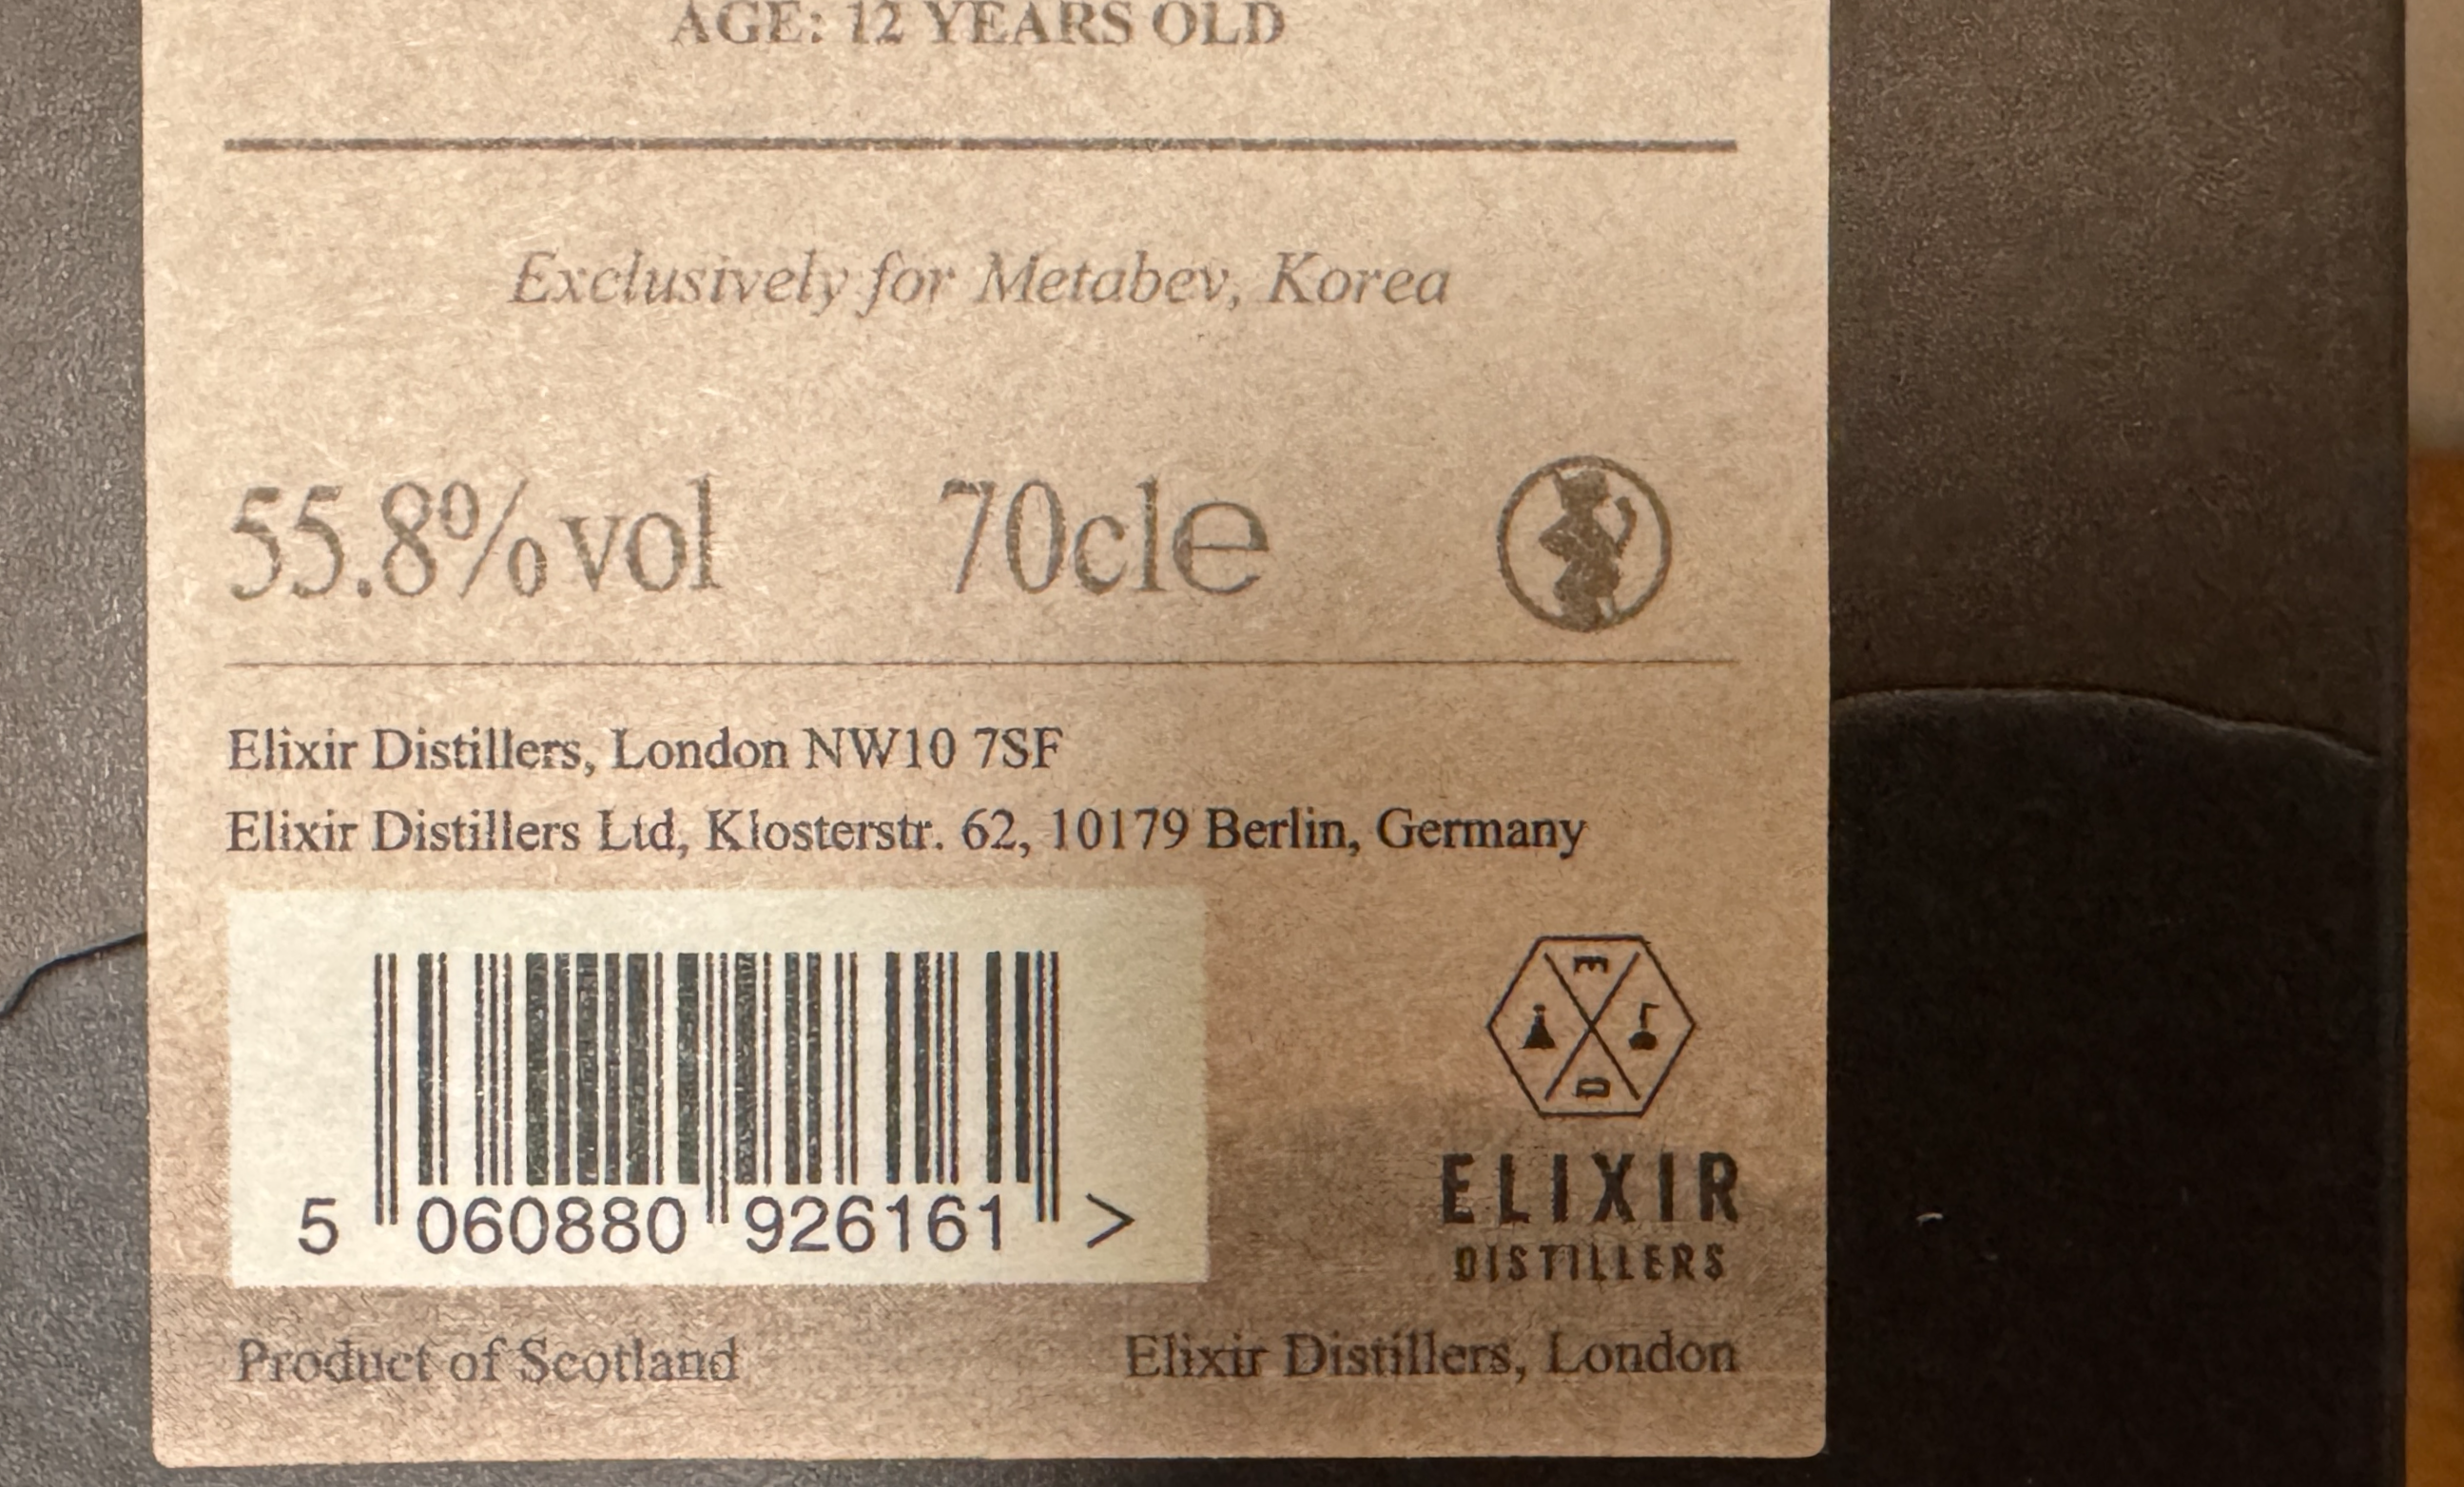 AGE: 12 YEARS OLD
Exclusively for Metabev, Korea
55.8% vol 70cl e
Elixir Distillers, London NW10 7SF
Elixir Distillers Ltd, Klosterstr. 62, 10179 Berlin, Germany
E
D
5 060880 926161 >
ELIXIR
DISTILLERS
Product of Scotland Elixir Distillers, London